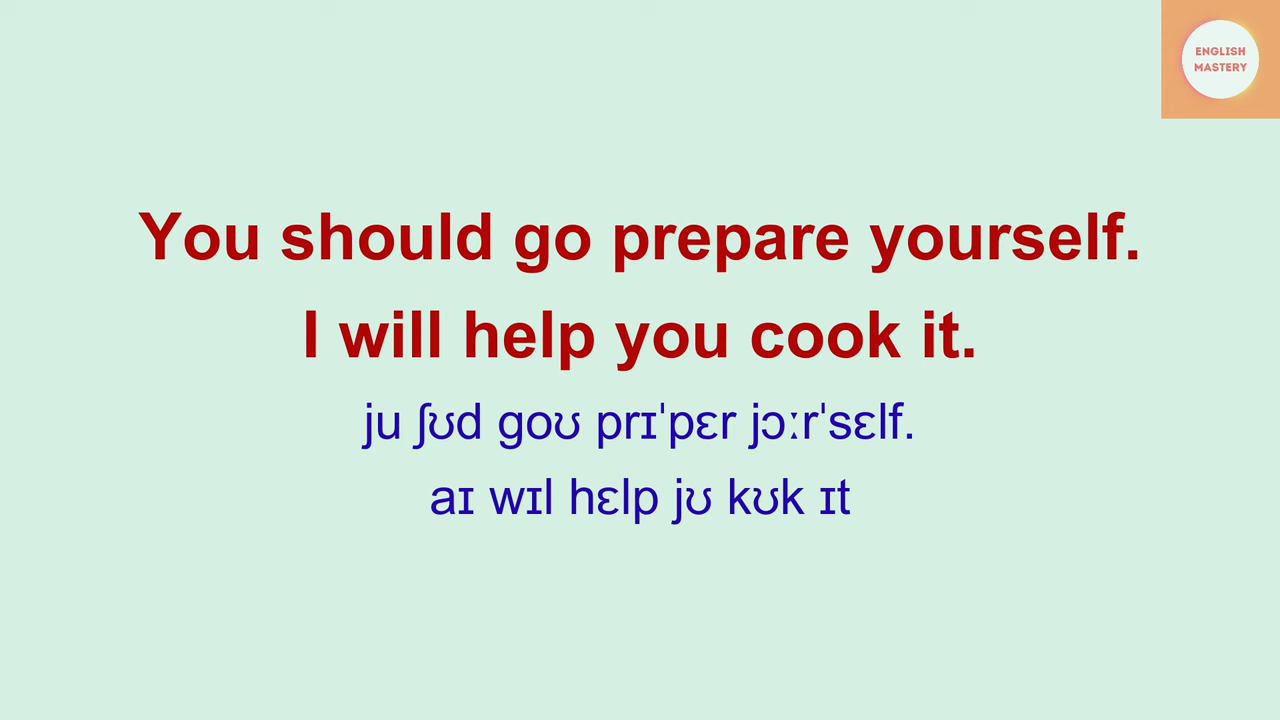 ENGLISH
MASTERY
You should go prepare yourself.
I will help you cook it.
ju ʃʊd goʊ prɪˈpɛr jɔːrˈsɛlf.
aɪ wɪl hɛlp jʊ kʊk ɪt